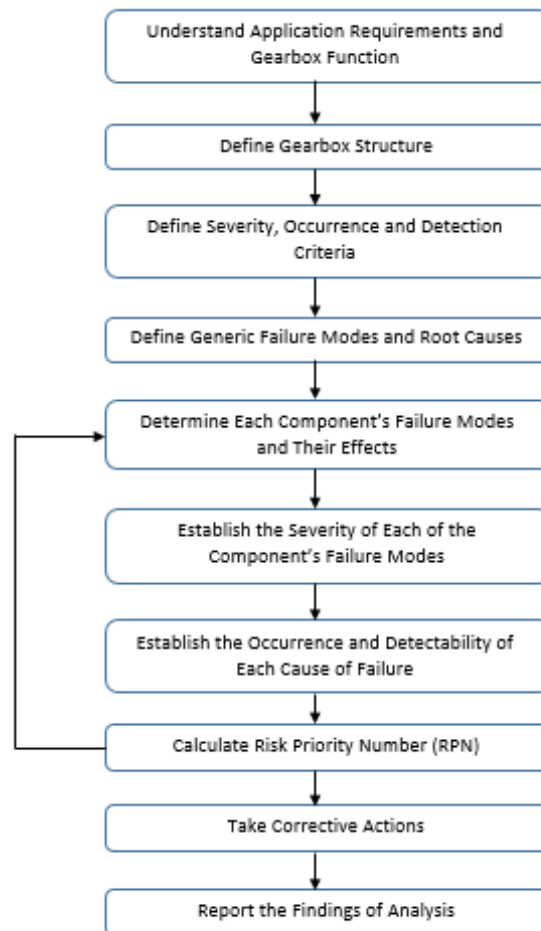 Understand Application Requirements and
Gearbox Function
Define Gearbox Structure
Define Severity, Occurrence and Detection
Criteria
Define Generic Failure Modes and Root Causes
Determine Each Component's Failure Modes
and Their Effects
Establish the Severity of Each of the
Component's Failure Modes
Establish the Occurrence and Detectability of
Each Cause of Failure
Calculate Risk Priority Number (RPN)
Take Corrective Actions
Report the Findings of Analysis